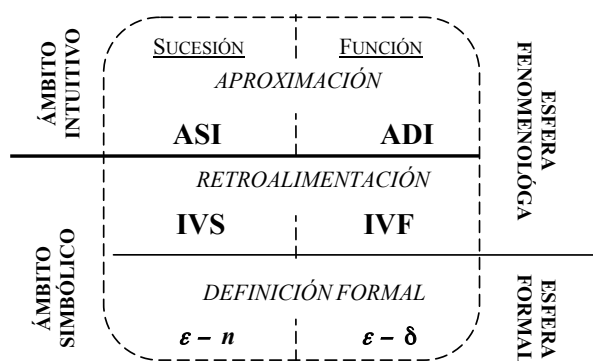 ÁMBITO
INTUITIVO
SUCESIÓN FUNCIÓN
APROXIMACIÓN
ASI ADI
ESFERA
FENOMENOLÓGA
RETROALIMENTACIÓN
IVS IVF
ÁMBITO
SIMBÓLICO
DEFINICIÓN FORMAL
ε – n ε – δ
ESFERA
FORMAL